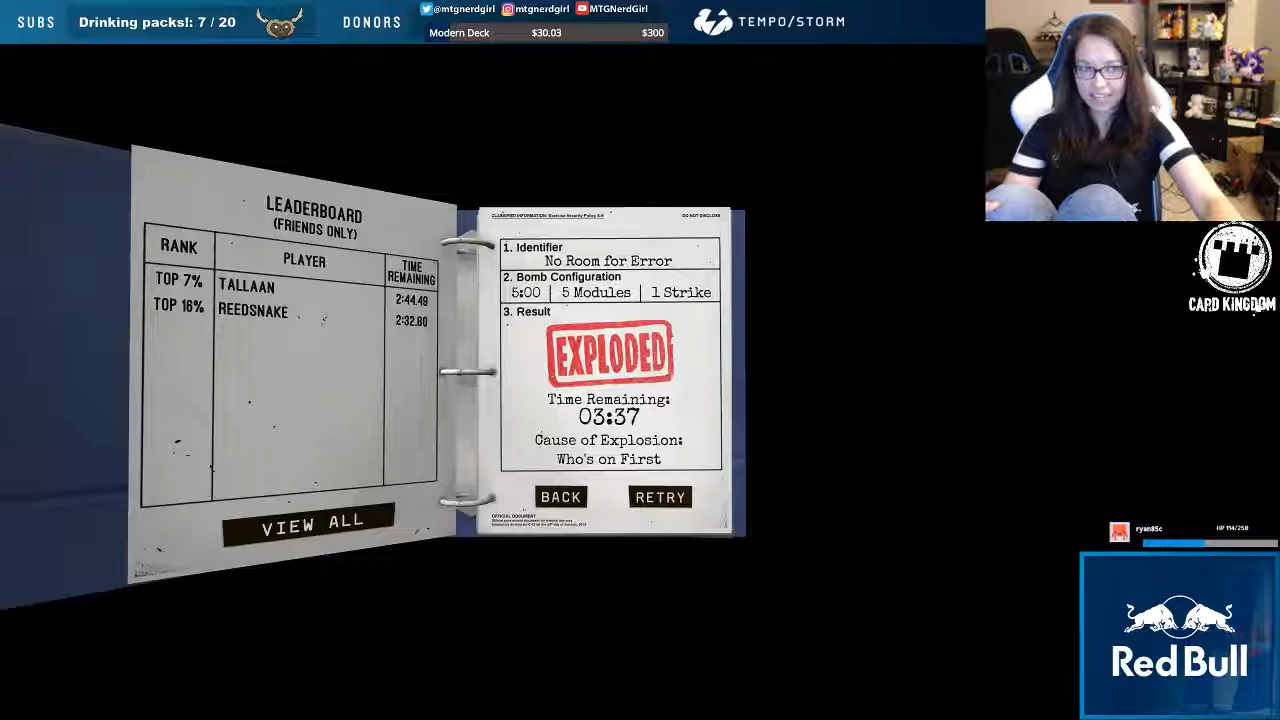 SUBS
Drinking packs!: 7 / 20
DONORS
@mtgnerdgirl
mtgnerdgirl
MTGNerdGirl
Modern Deck $30.03 $300
TEMPO/STORM
LEADERBOARD
(FRIENDS ONLY)
RANK PLAYER TIME REMAINING
TOP 7% TALLAAN 2:44.49
TOP 16% REEDSNAKE 2:32.80
VIEW ALL
DO NOT DISCLOSE
1. Identifier
No Room for Error
2. Bomb Configuration
5:00 5 Modules 1 Strike
3. Result
EXPLODED
Time Remaining:
03:37
Cause of Explosion:
Who's on First
BACK RETRY
OFFICIAL DOCUMENT
CARD KINGDOM
ryan85c HP 114/250
Red Bull